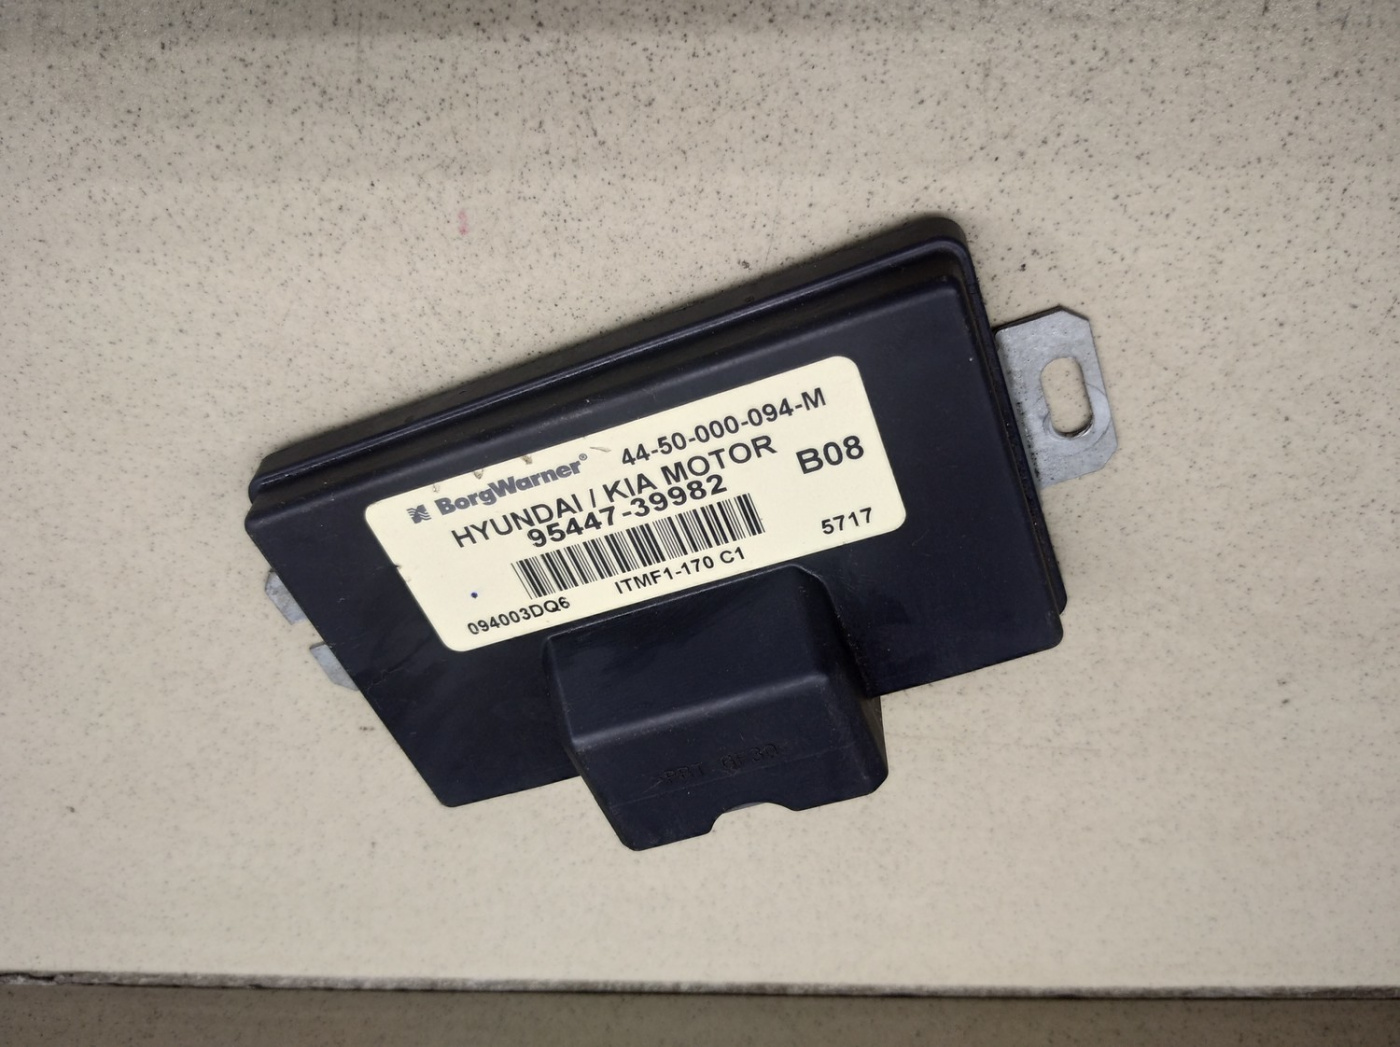 BorgWarner® 44-50-000-094-M
HYUNDAI / KIA MOTOR
95447-39982 B08
ITMF1-170 C1 5717
094003DQ6